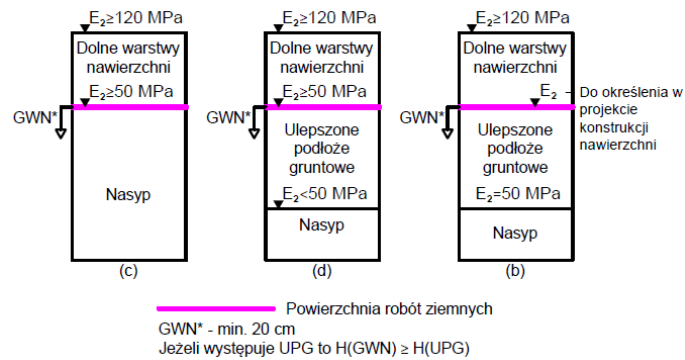 E₂≥120 MPa
Dolne warstwy
nawierzchni
E₂≥50 MPa
GWN*
Nasyp
(c)
E₂≥120 MPa
Dolne warstwy
nawierzchni
E₂≥50 MPa
GWN*
Ulepszone
podłoże
gruntowe
E₂<50 MPa
Nasyp
(d)
E₂≥120 MPa
Dolne warstwy
nawierzchni
E₂ – Do określenia w
projekcie
konstrukcji
nawierzchni
GWN*
Ulepszone
podłoże
gruntowe
E₂=50 MPa
Nasyp
(b)
Powierzchnia robót ziemnych
GWN* - min. 20 cm
Jeżeli występuje UPG to H(GWN) ≥ H(UPG)